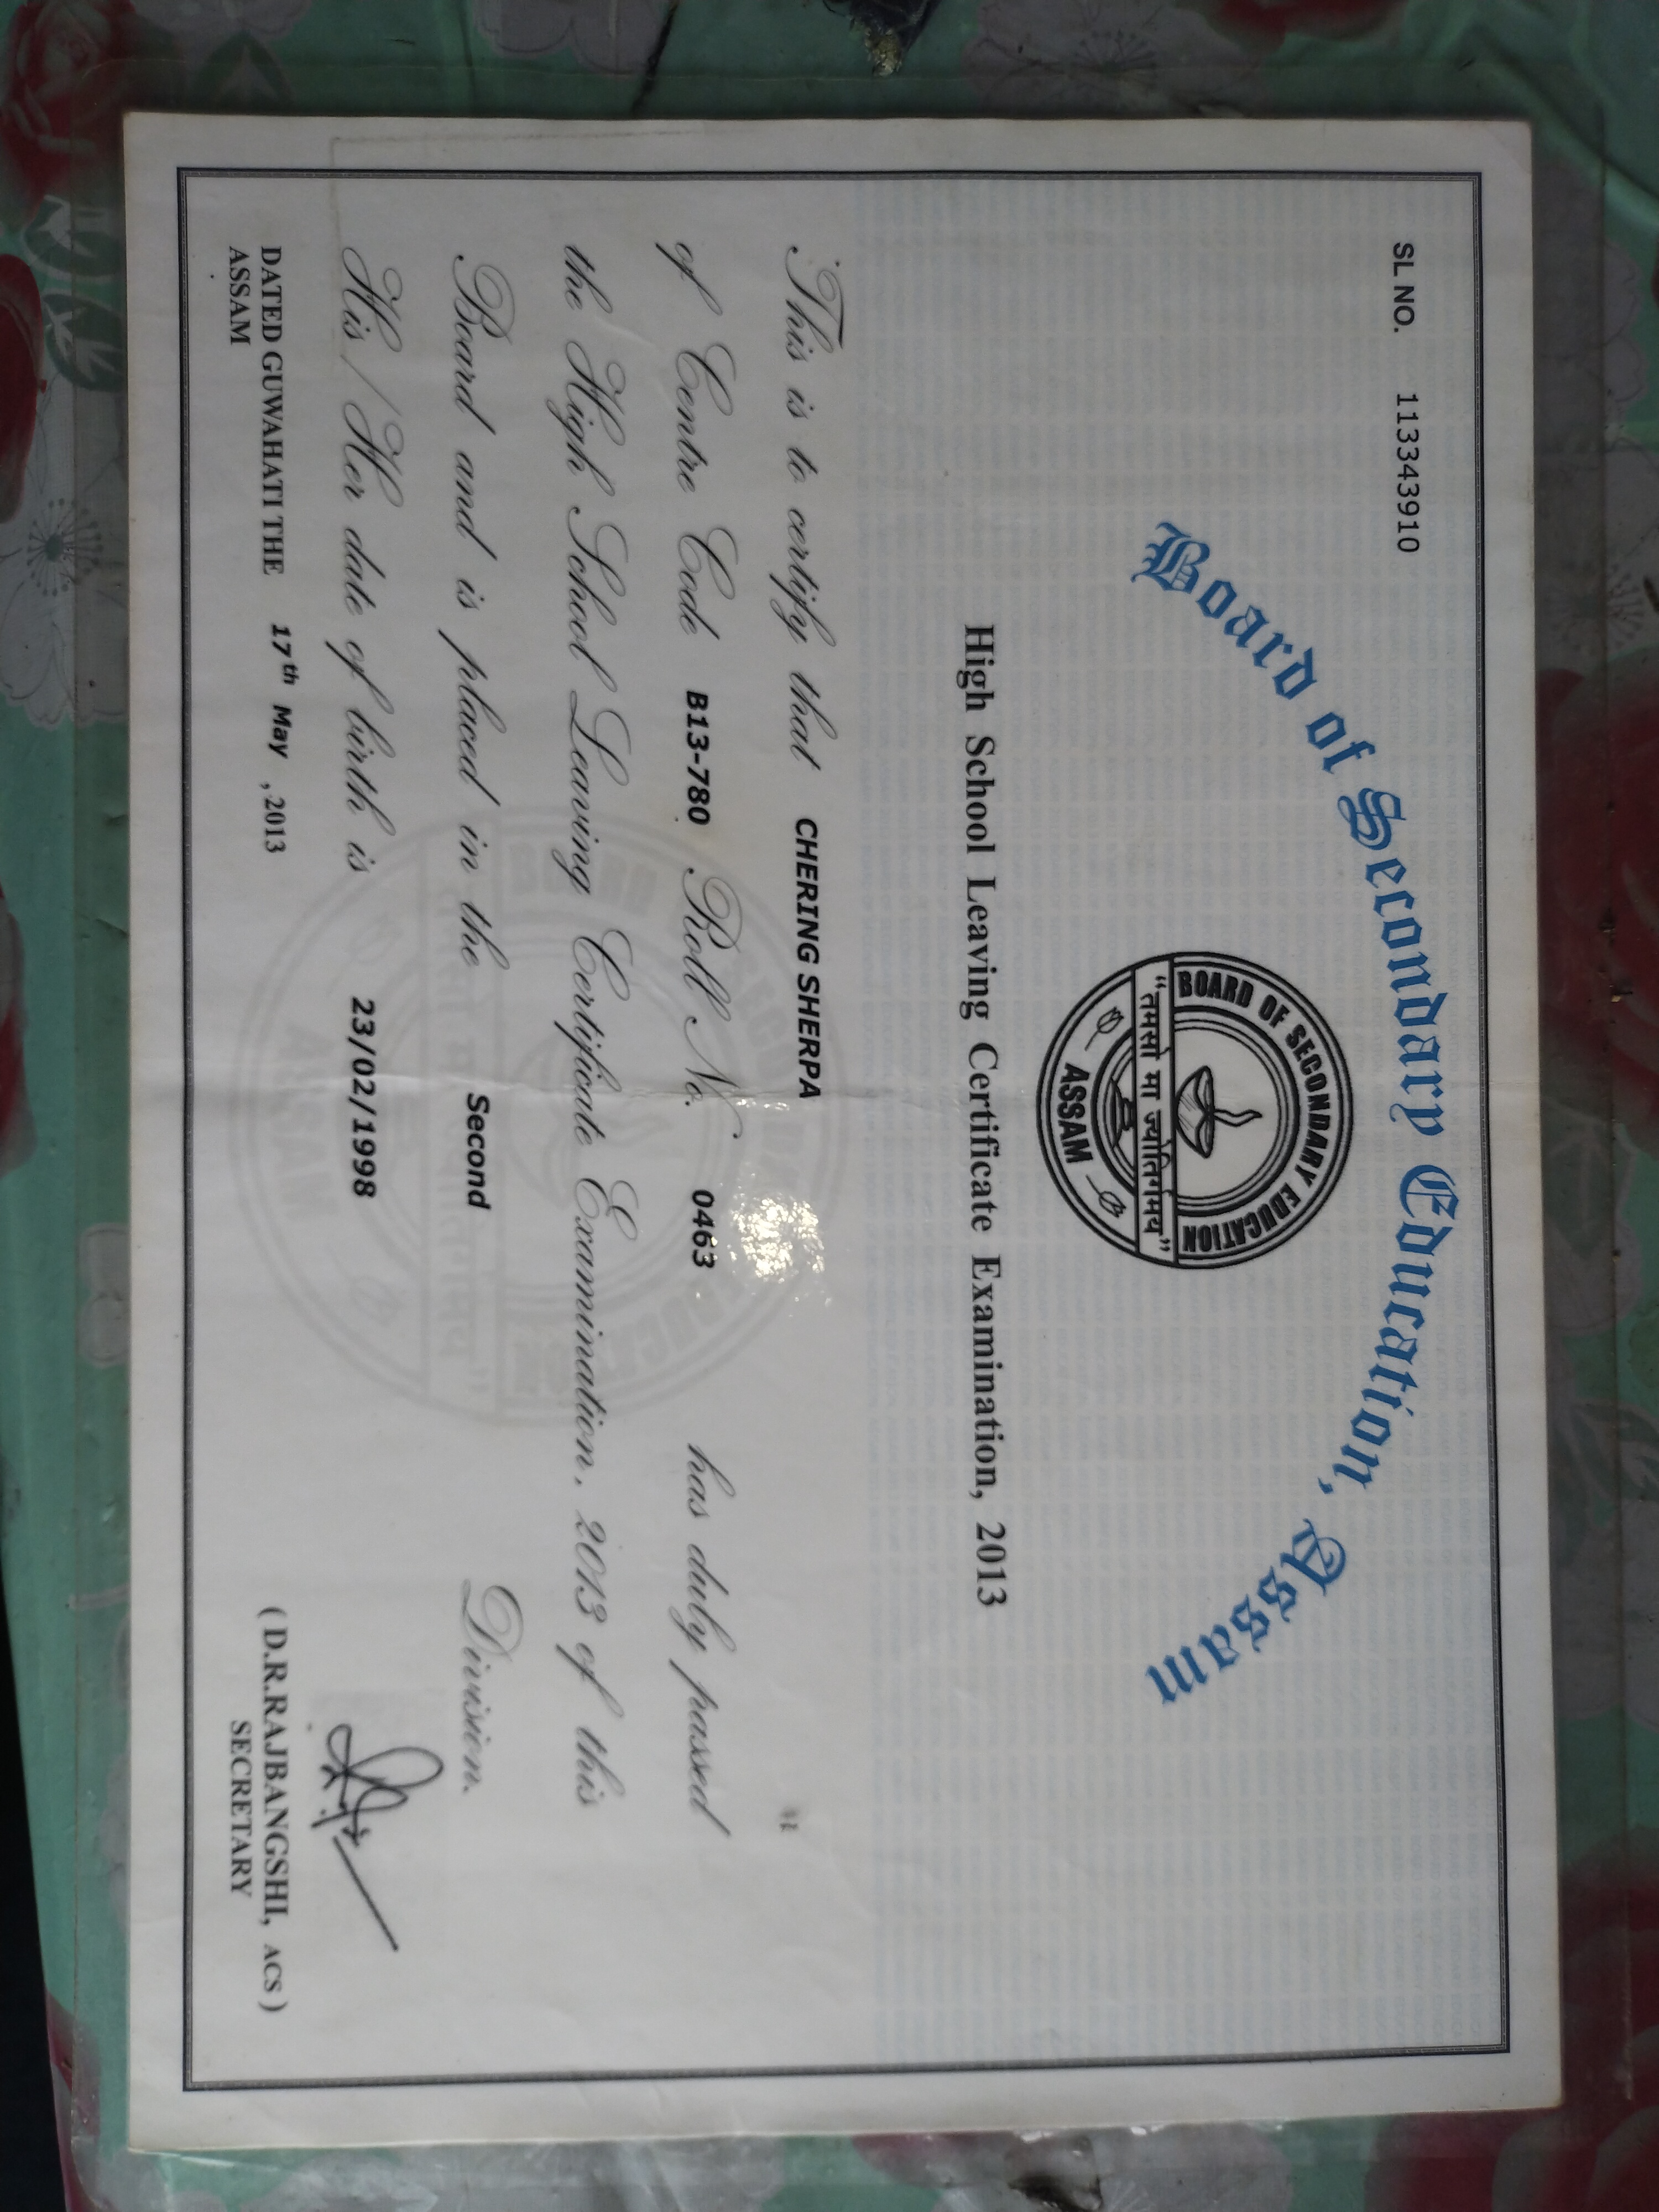 SL NO. 113343910
Board of Secondary Education, Assam
BOARD OF SECONDARY EDUCATION
"तमसो मा ज्योतिर्गमय"
ASSAM
High School Leaving Certificate Examination, 2013
This is to certify that CHERING SHERPA
of Centre Code B13-780 Roll No. 0463 has duly passed
the High School Leaving Certificate Examination, 2013 of this
Board and is placed in the Second Division.
His / Her date of birth is 23/02/1998
DATED GUWAHATI THE 17th May , 2013
ASSAM
( D.R.RAJBANGSHI, ACS )
SECRETARY